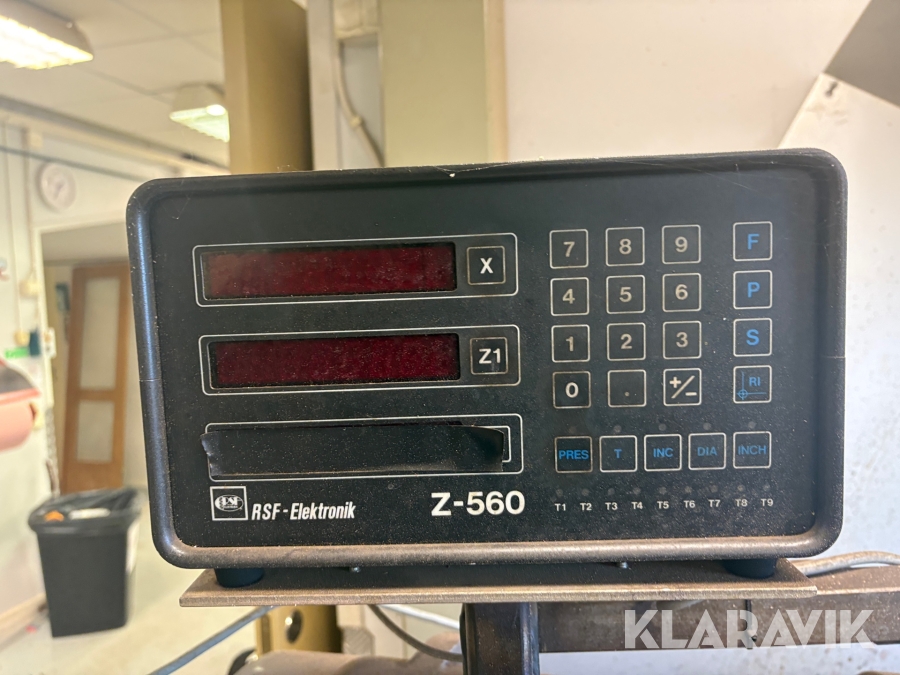 X
Z1
7 8 9 F
4 5 6 P
1 2 3 S
0 . +/- RI
PRES T INC DIA INCH
T1 T2 T3 T4 T5 T6 T7 T8 T9
RSF
RSF-Elektronik
Z-560
KLARAVIK